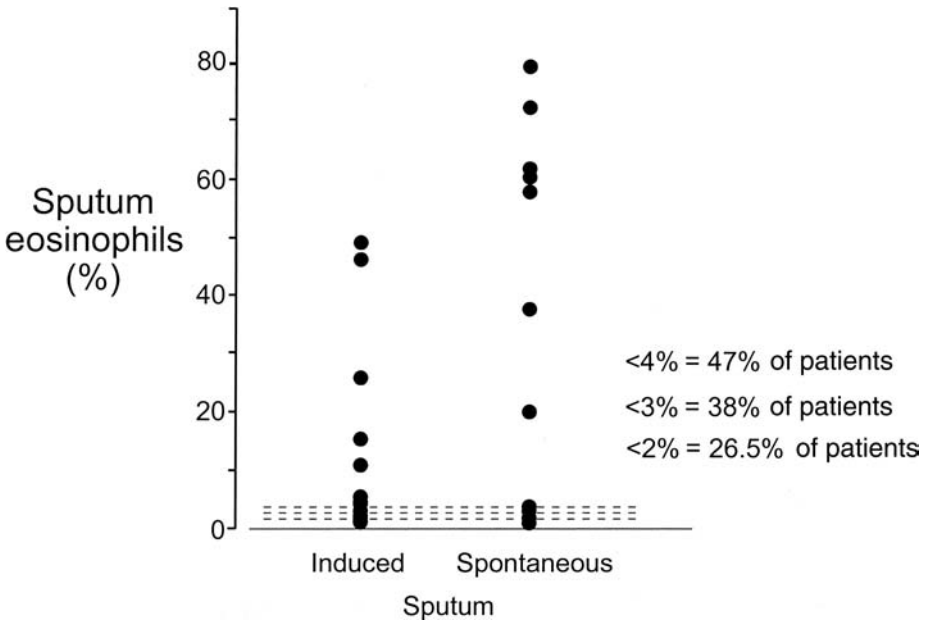 80
60
40
20
0
Sputum
eosinophils
(%)
<4% = 47% of patients
<3% = 38% of patients
<2% = 26.5% of patients
Induced
Spontaneous
Sputum